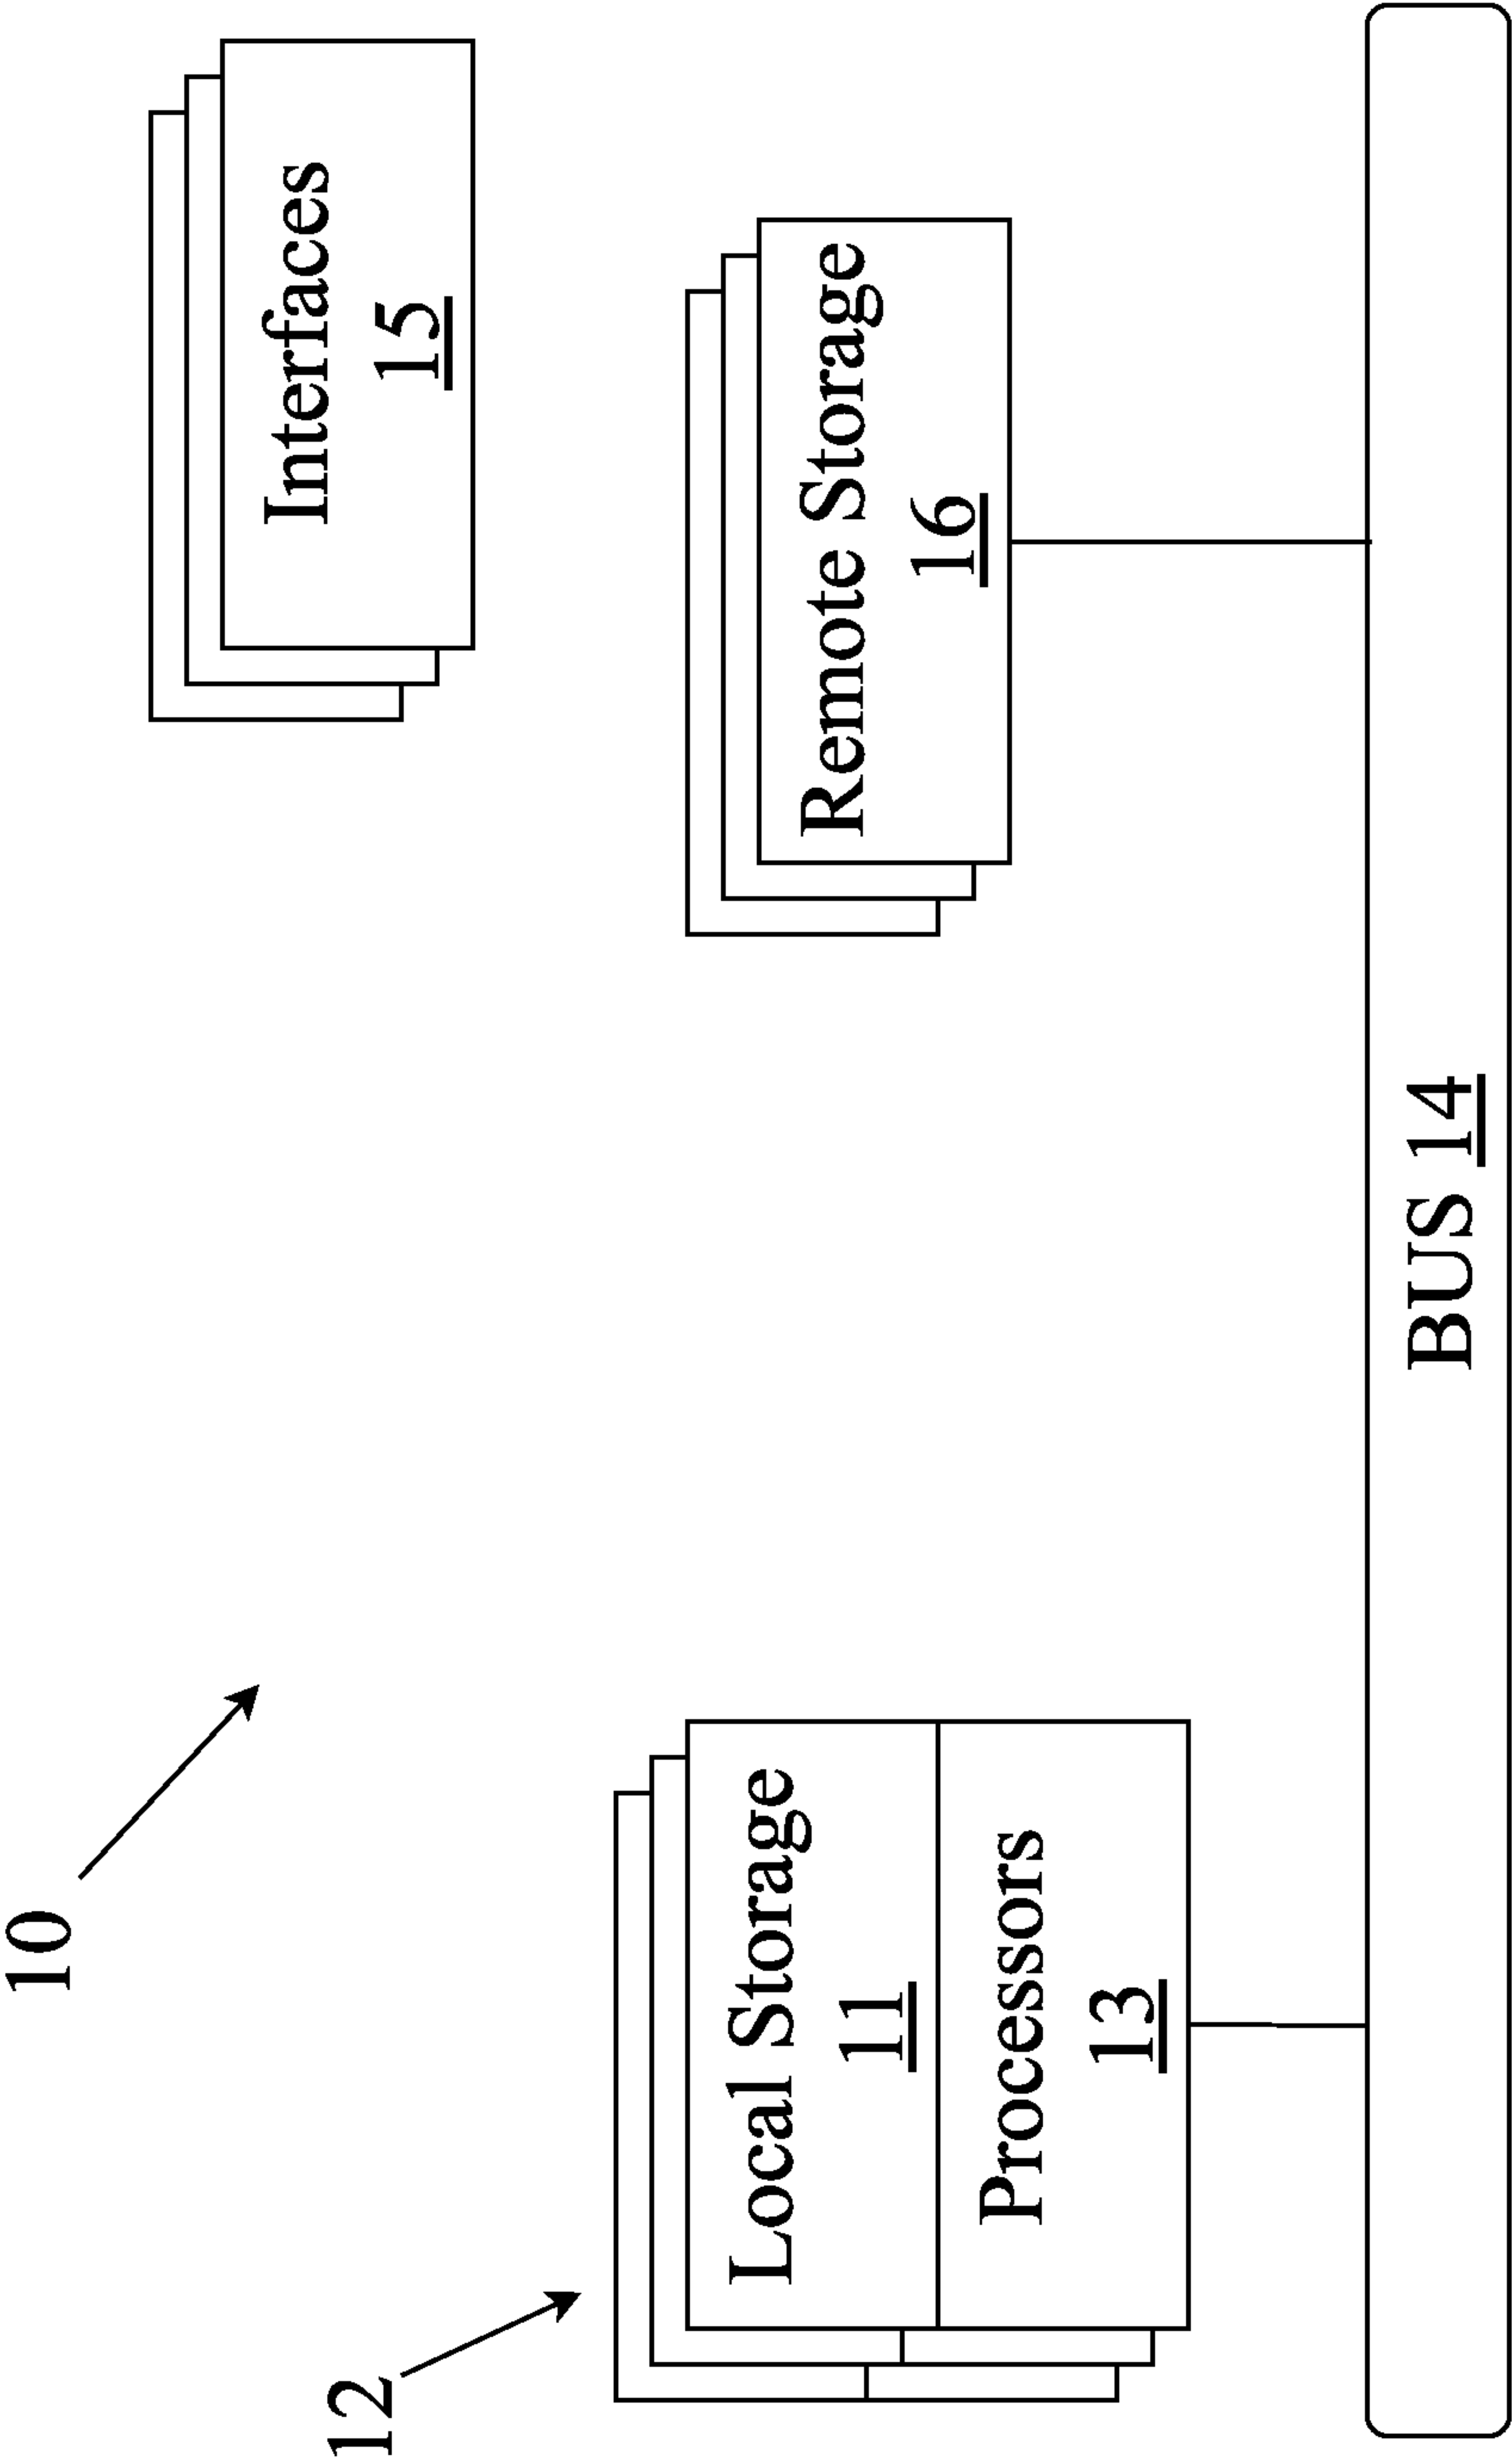 10
12
Interfaces
15
Local Storage
11
Remote Storage
16
Processors
13
BUS 14